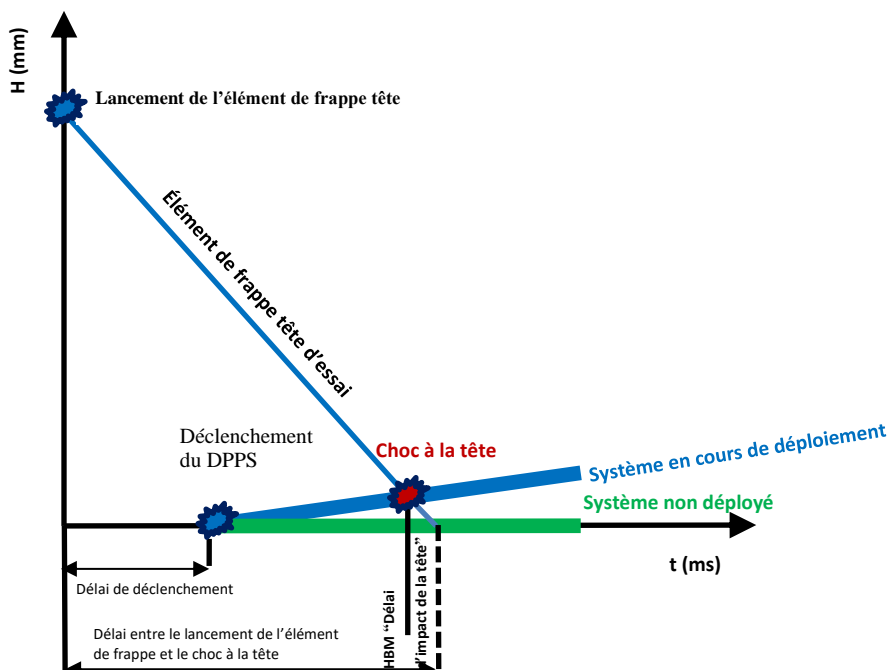 H (mm)
Lancement de l’élément de frappe tête
Élément de frappe tête d’essai
Déclenchement
du DPPS
Choc à la tête
Système en cours de déploiement
Système non déployé
t (ms)
Délai de déclenchement
Délai entre le lancement de l’élément
de frappe et le choc à la tête
HBM “Délai
d’impact de la tête”